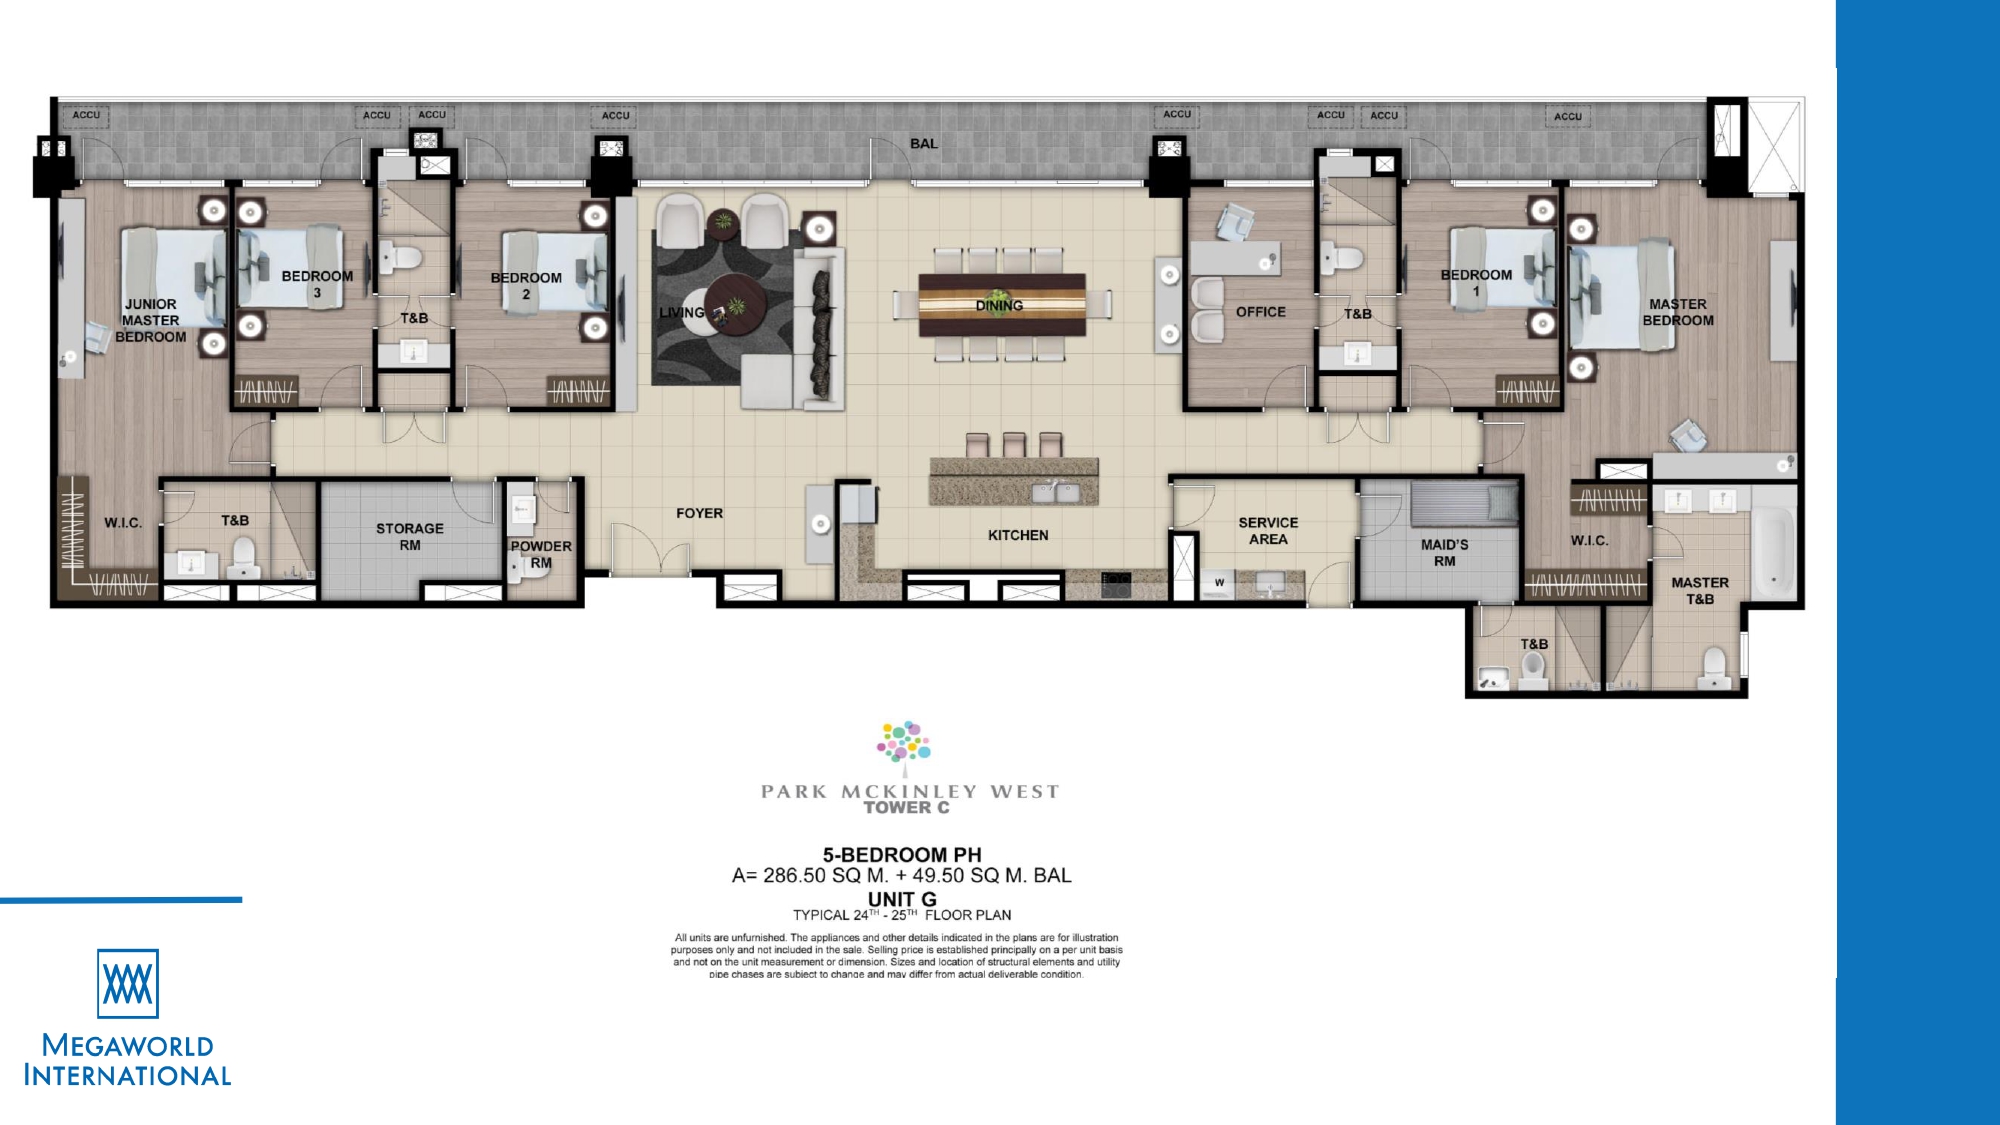 ACCU
ACCU
ACCU
ACCU
ACCU
ACCU
ACCU
ACCU
BAL
JUNIOR
MASTER
BEDROOM
BEDROOM
3
T&B
BEDROOM
2
LIVING
DINING
OFFICE
T&B
BEDROOM
1
MASTER
BEDROOM
W.I.C.
T&B
STORAGE
RM
POWDER
RM
FOYER
KITCHEN
SERVICE
AREA
W
MAID'S
RM
W.I.C.
MASTER
T&B
T&B
PARK MCKINLEY WEST
TOWER C
5-BEDROOM PH
A= 286.50 SQ M. + 49.50 SQ M. BAL
UNIT G
TYPICAL 24TH - 25TH FLOOR PLAN
All units are unfurnished. The appliances and other details indicated in the plans are for illustration
purposes only and not included in the sale. Selling price is established principally on a per unit basis
and not on the unit measurement or dimension. Sizes and location of structural elements and utility
pipe chases are subject to change and may differ from actual deliverable condition.
MEGAWORLD
INTERNATIONAL